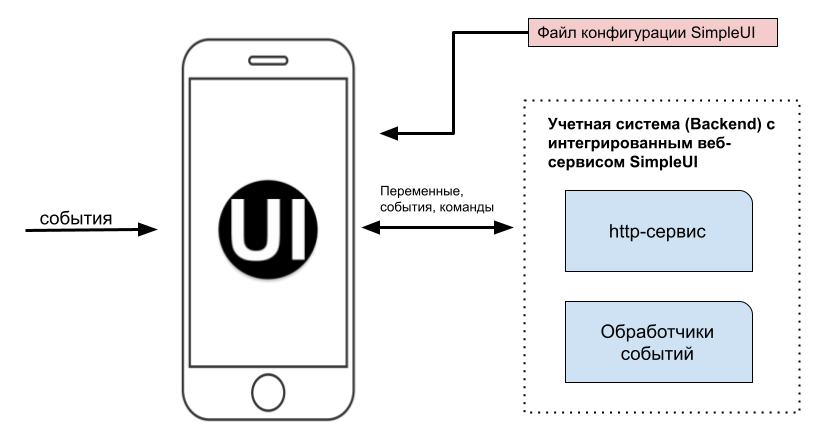 Файл конфигурации SimpleUI
Учетная система (Backend) с
интегрированным веб-
сервисом SimpleUI
Переменные,
события, команды
события
UI
http-сервис
Обработчики
событий